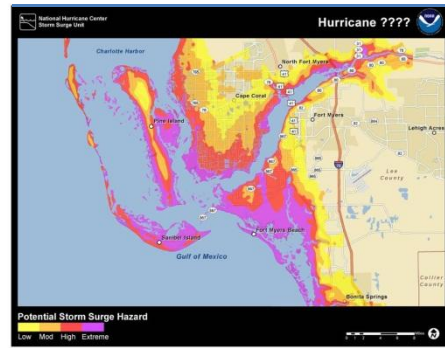 National Hurricane Center
Storm Surge Unit
Hurricane ????
Charlotte Harbor
North Fort Myers
Cape Coral
Fort Myers
Pine Island
Lehigh Acres
Lee
County
Sanibel Island
Fort Myers Beach
Gulf of Mexico
Collier
County
Bonita Springs
Potential Storm Surge Hazard
Low Mod High Extreme